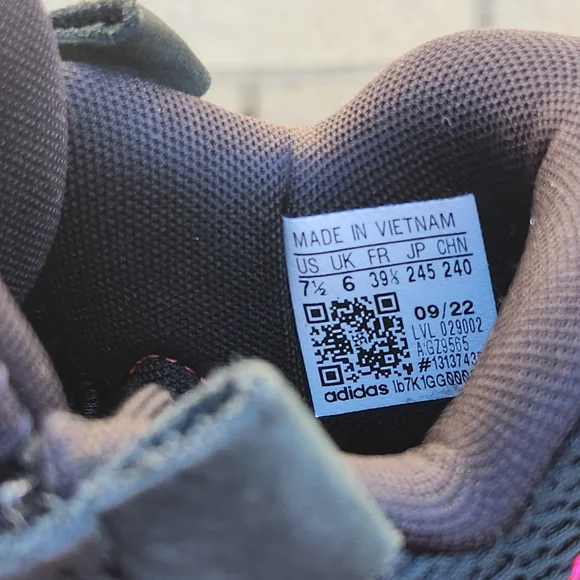 MADE IN VIETNAM
US UK FR JP CHN
7½ 6 39⅓ 245 240
09/22
LVL 029002
A:GZ9565
adidas